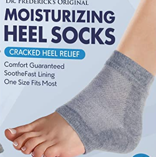 DR. FREDERICK'S ORIGINAL
MOISTURIZING
HEEL SOCKS
CRACKED HEEL RELIEF
Comfort Guaranteed
SootheFast Lining
One Size Fits Most